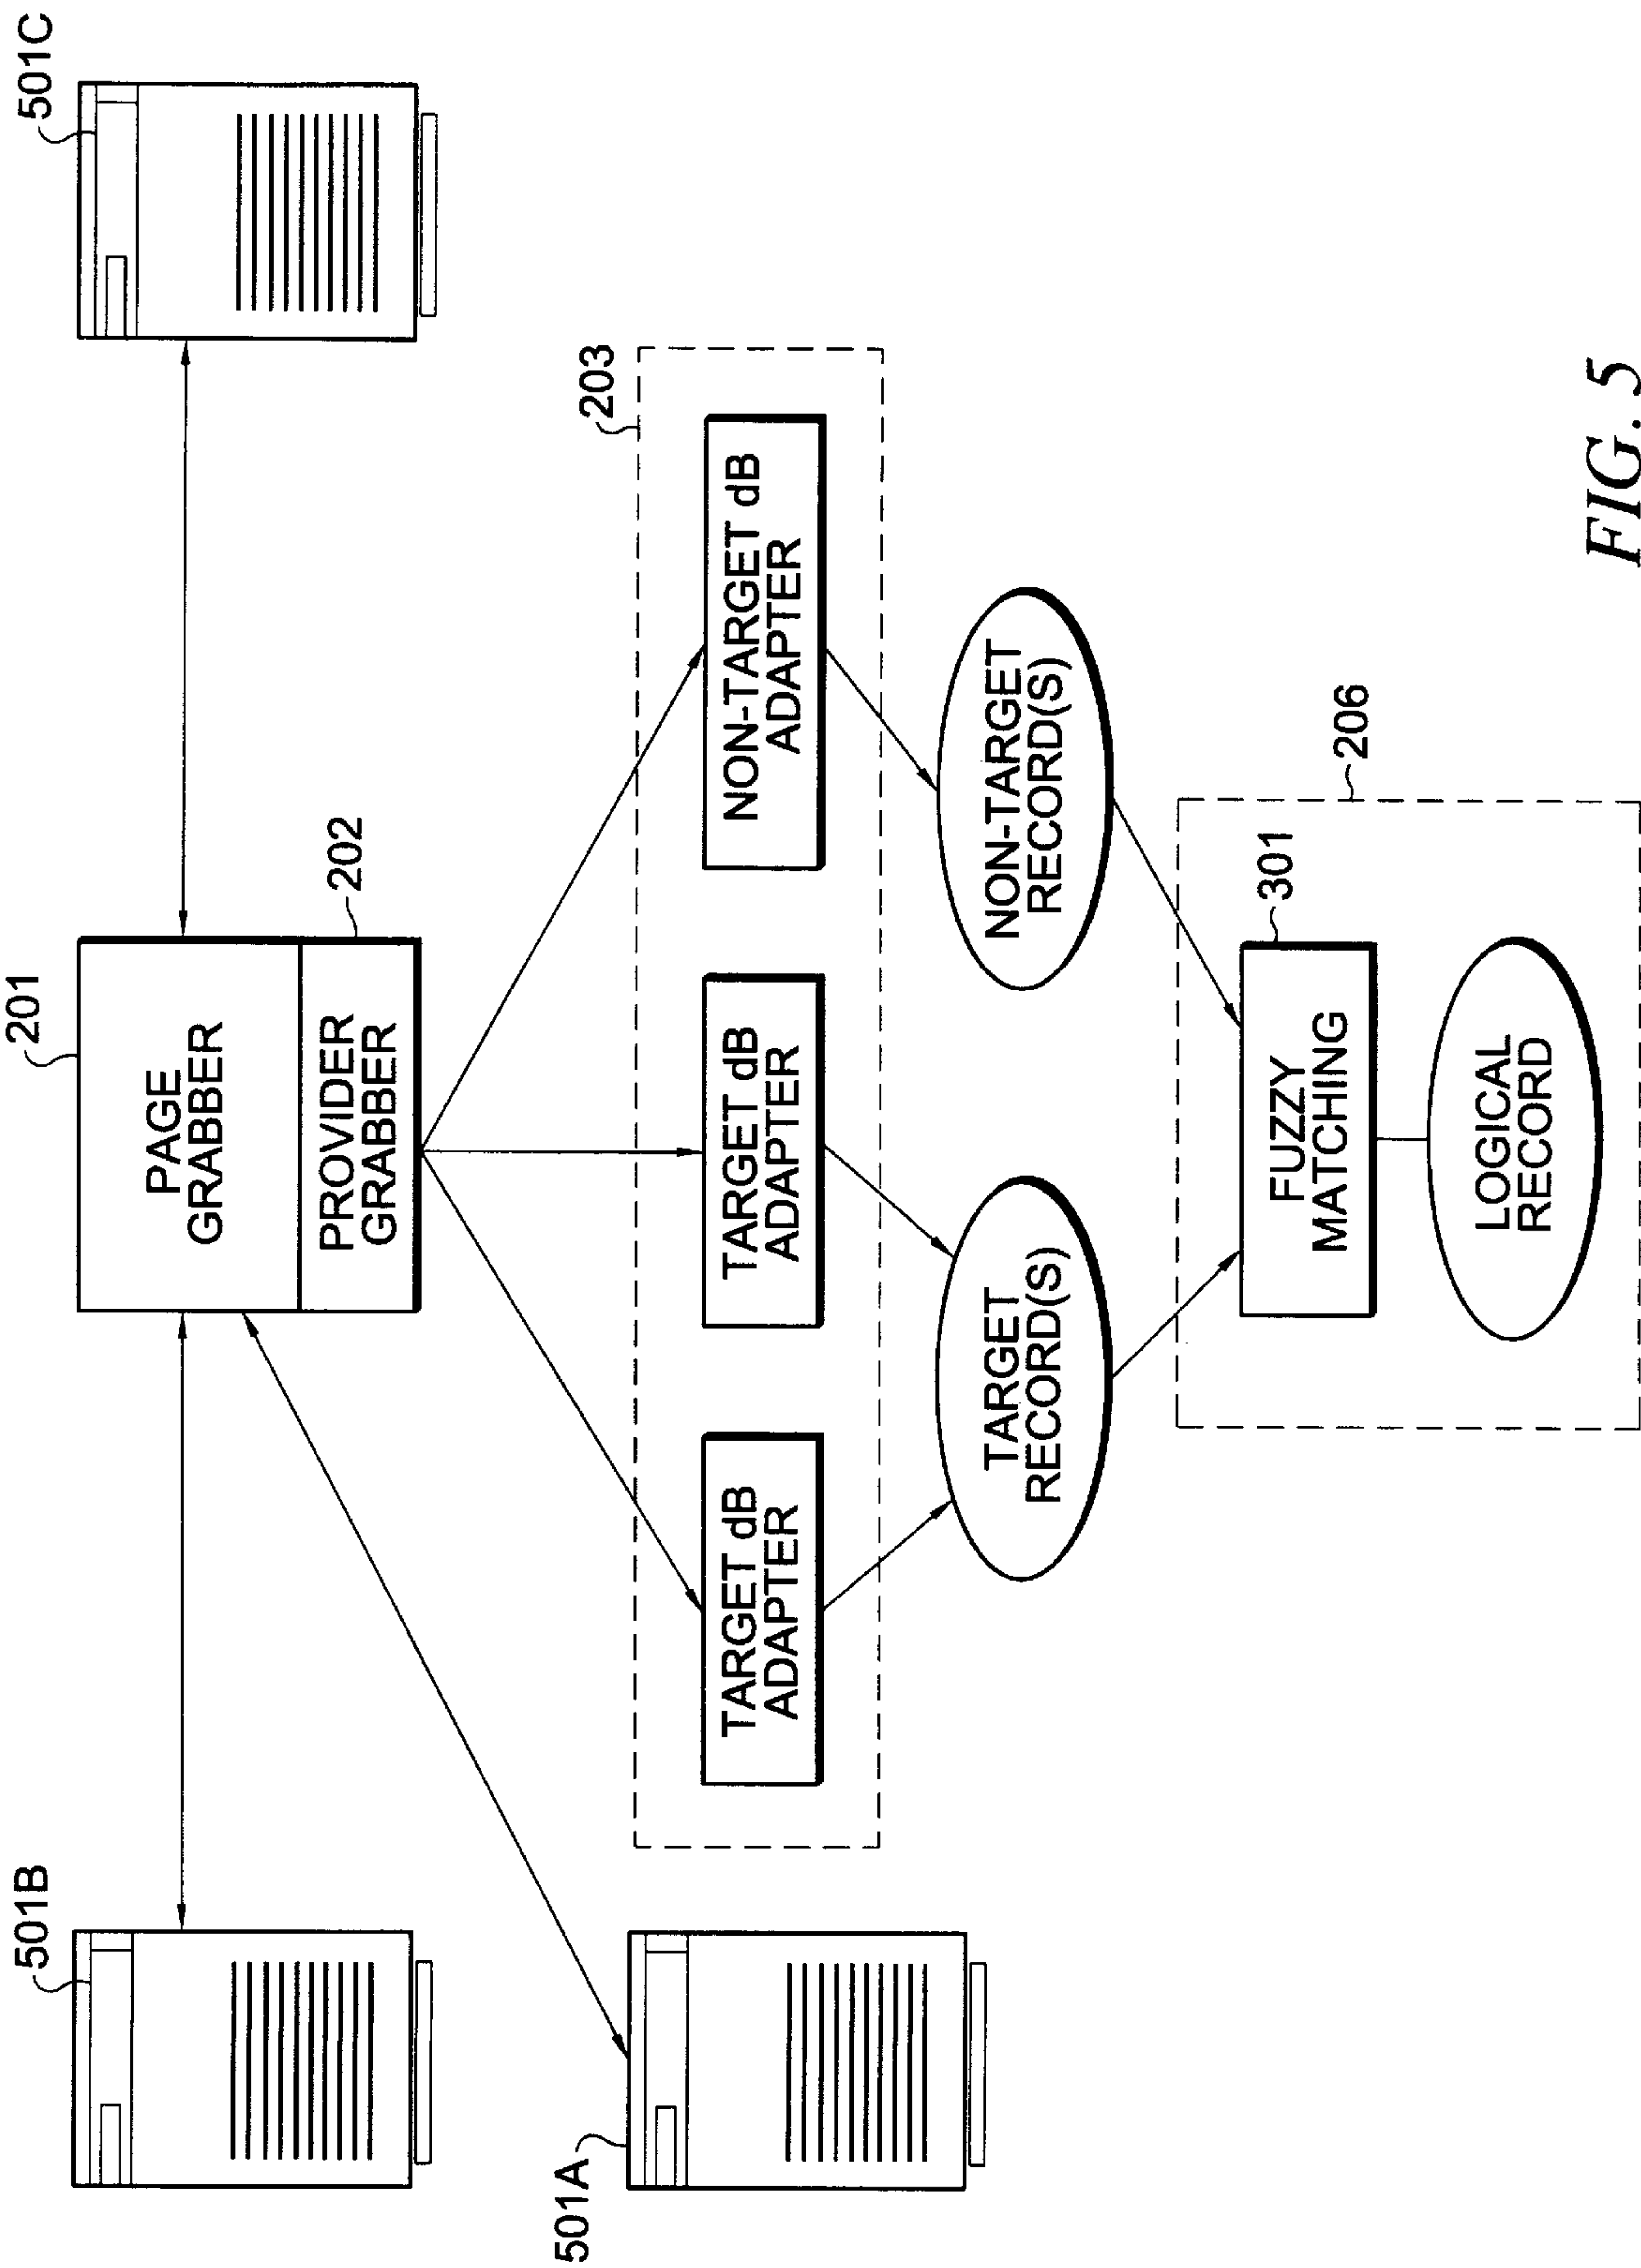 501B
201
501C
PAGE
GRABBER
202
PROVIDER
GRABBER
501A
203
TARGET dB
ADAPTER
TARGET dB
ADAPTER
NON-TARGET dB
ADAPTER
TARGET
RECORD(S)
NON-TARGET
RECORD(S)
206
301
FUZZY
MATCHING
LOGICAL
RECORD
FIG. 5